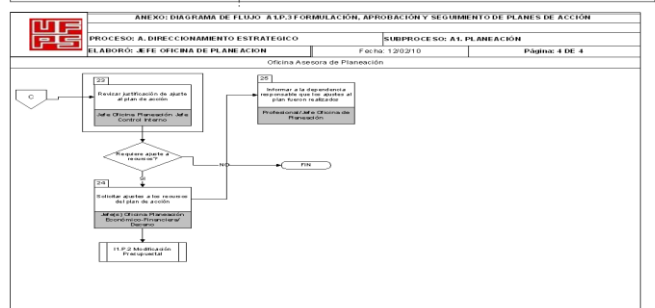 ANEXO: DIAGRAMA DE FLUJO A1.P.3 FORMULACIÓN, APROBACIÓN Y SEGUIMIENTO DE PLANES DE ACCIÓN
UFPS
PROCESO: A. DIRECCIONAMIENTO ESTRATEGICO
SUBPROCESO: A1. PLANEACIÓN
ELABORÓ: JEFE OFICINA DE PLANEACION
Fecha: 12/02/10
Página: 4 DE 4
Oficina Asesora de Planeación
C
23
Revisar justificación de ajuste
al plan de acción
Jefe Oficina Planeación Jefe
Control Interno
25
Informar a la dependencia
responsable que los ajustes al
plan fueron realizados
Profesional/Jefe Oficina de
Planeación
Requiere ajuste a
recursos?
NO
FIN
SI
24
Solicitar ajustes a los recursos
del plan de acción
Jefe(s) Oficina Planeación
Económico-Financiera/
Decano
11.P.2 Modificación
Presupuestal